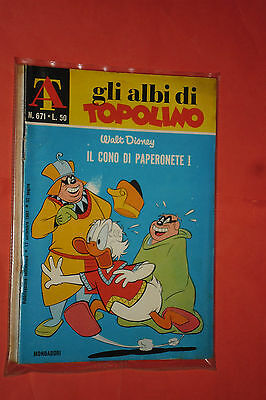 A
N. 671 • L. 50
gli albi di
TOPOLINO
Walt Disney
IL CONO DI PAPERONETE !
MONDADORI